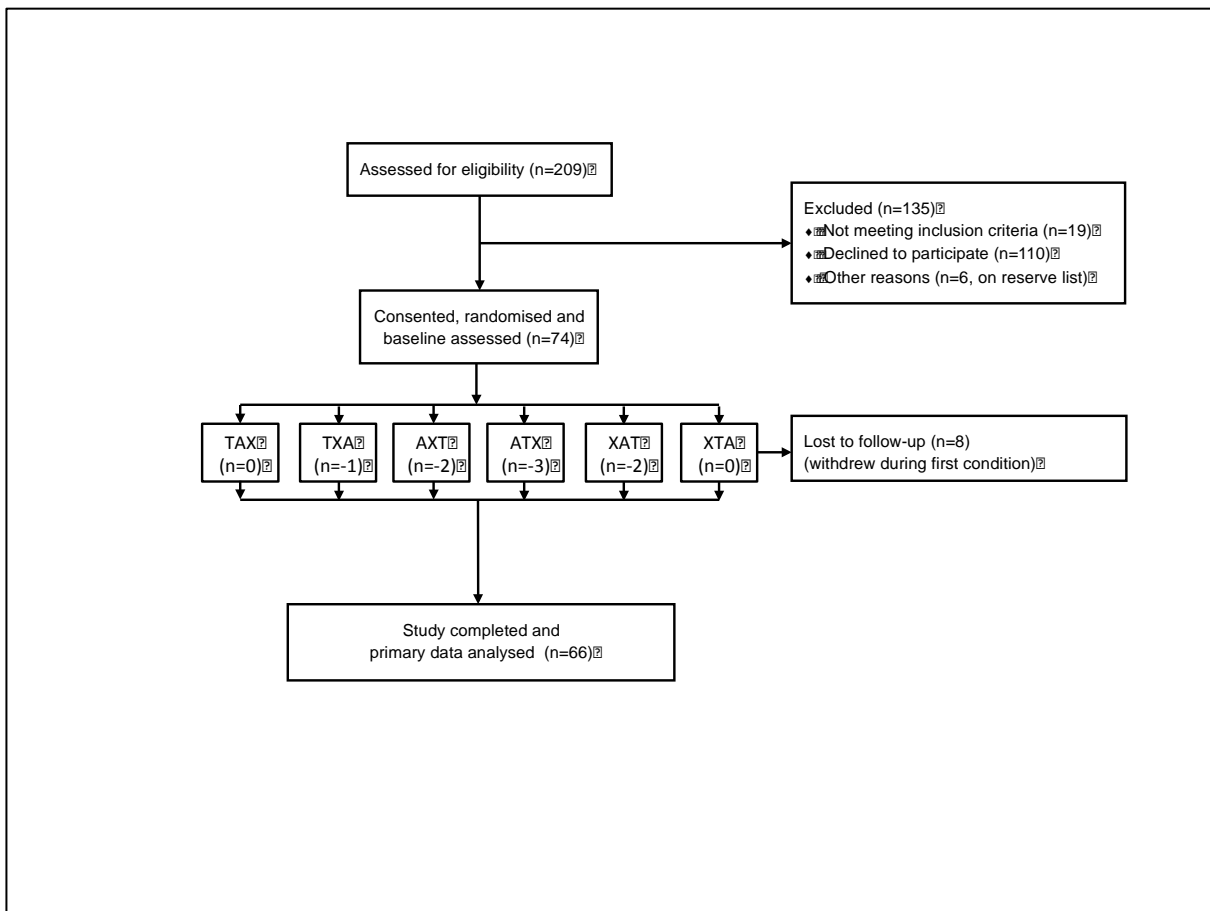 Assessed for eligibility (n=209)
Excluded (n=135)
♦ Not meeting inclusion criteria (n=19)
♦ Declined to participate (n=110)
♦ Other reasons (n=6, on reserve list)
Consented, randomised and
baseline assessed (n=74)
TAX
(n=0)
TXA
(n=-1)
AXT
(n=-2)
ATX
(n=-3)
XAT
(n=-2)
XTA
(n=0)
Lost to follow-up (n=8)
(withdrew during first condition)
Study completed and
primary data analysed (n=66)